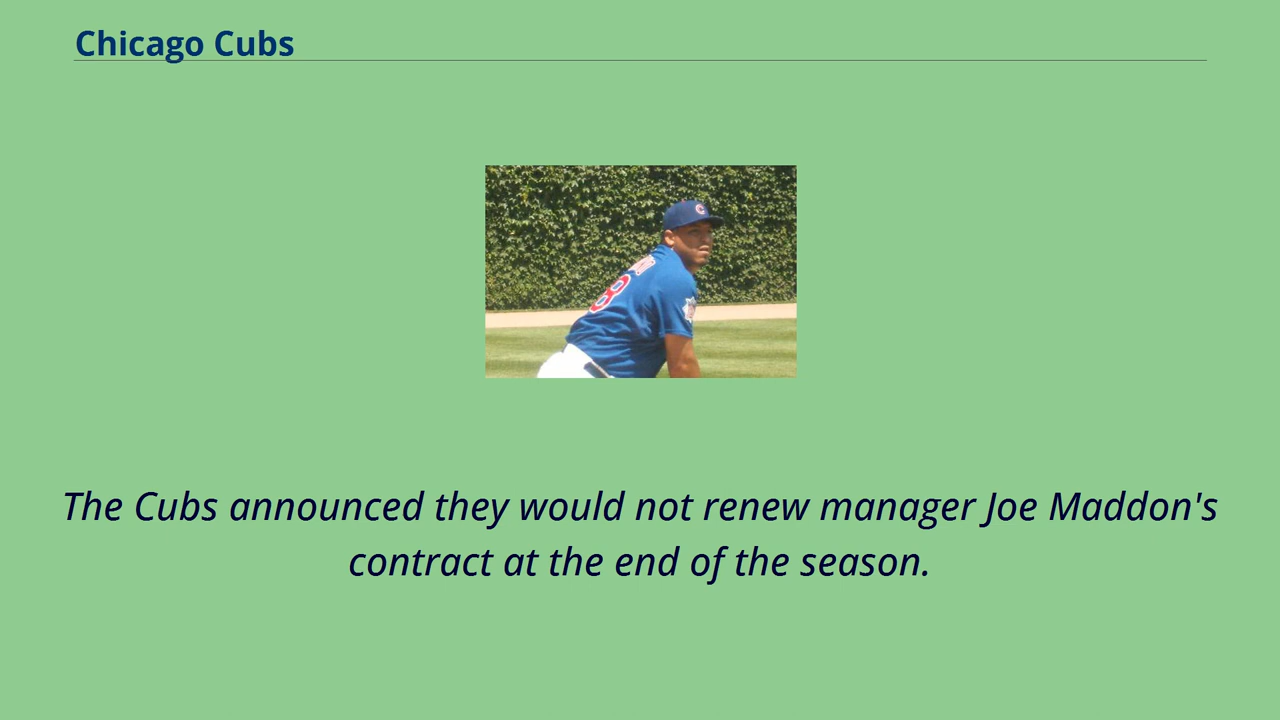 Chicago Cubs
C
8
The Cubs announced they would not renew manager Joe Maddon's
contract at the end of the season.